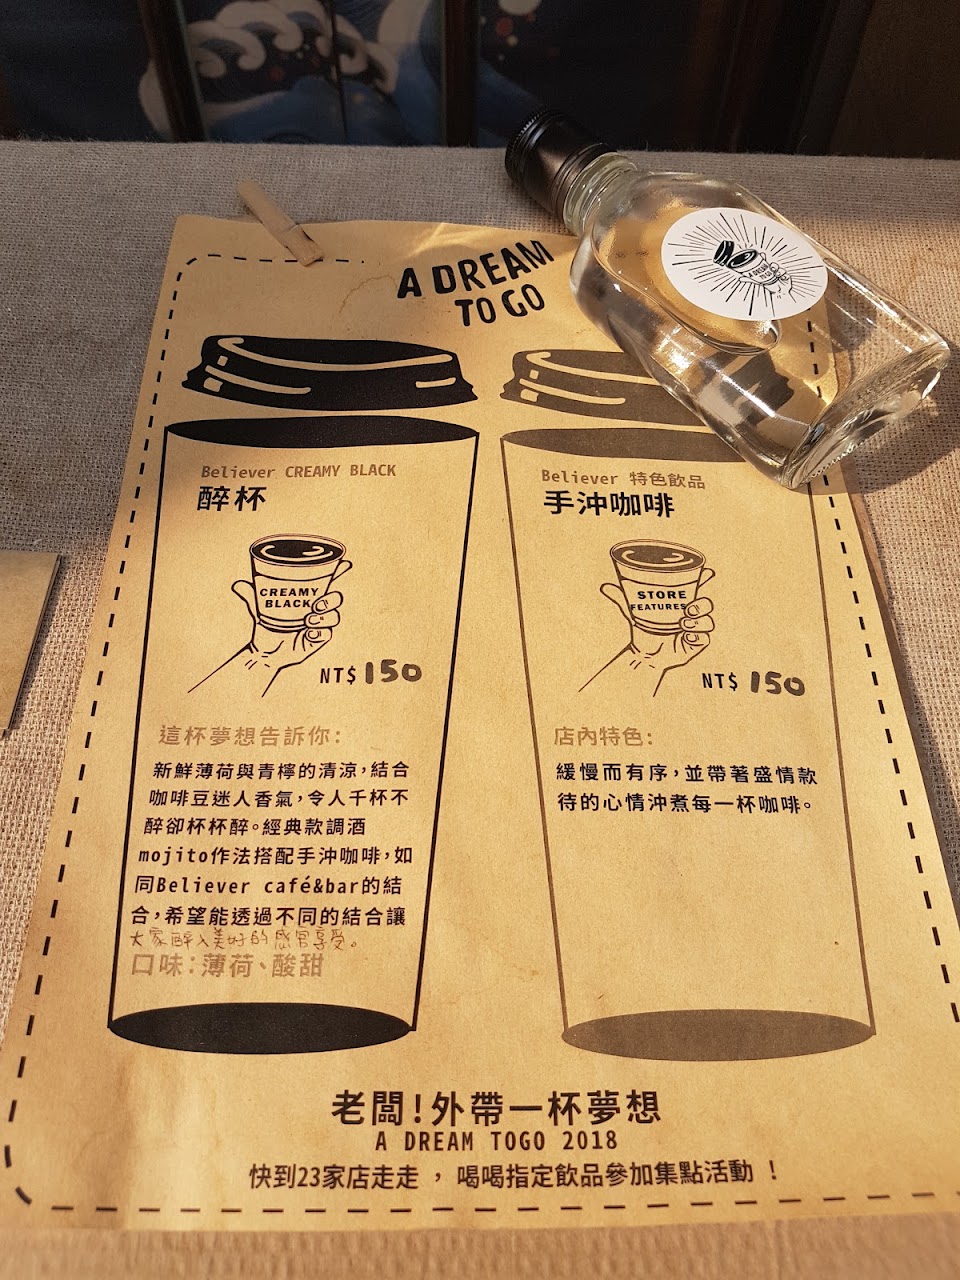 A DREAM
TO GO
A DREAM
TO GO
Believer CREAMY BLACK
醉杯
CREAMY
BLACK
NT$ 150
這杯夢想告訴你:
新鮮薄荷與青檸的清涼,結合
咖啡豆迷人香氣,令人千杯不
醉卻杯杯醉。經典款調酒
mojito作法搭配手沖咖啡,如
同Believer café&bar的結
合,希望能透過不同的結合讓
大家醉入美好的感官享受。
口味:薄荷、酸甜
Believer 特色飲品
手沖咖啡
STORE
FEATURES
NT$ 150
店內特色:
緩慢而有序,並帶著盛情款
待的心情沖煮每一杯咖啡。
老闆!外帶一杯夢想
A DREAM TOGO 2018
快到23家店走走 , 喝喝指定飲品參加集點活動 !